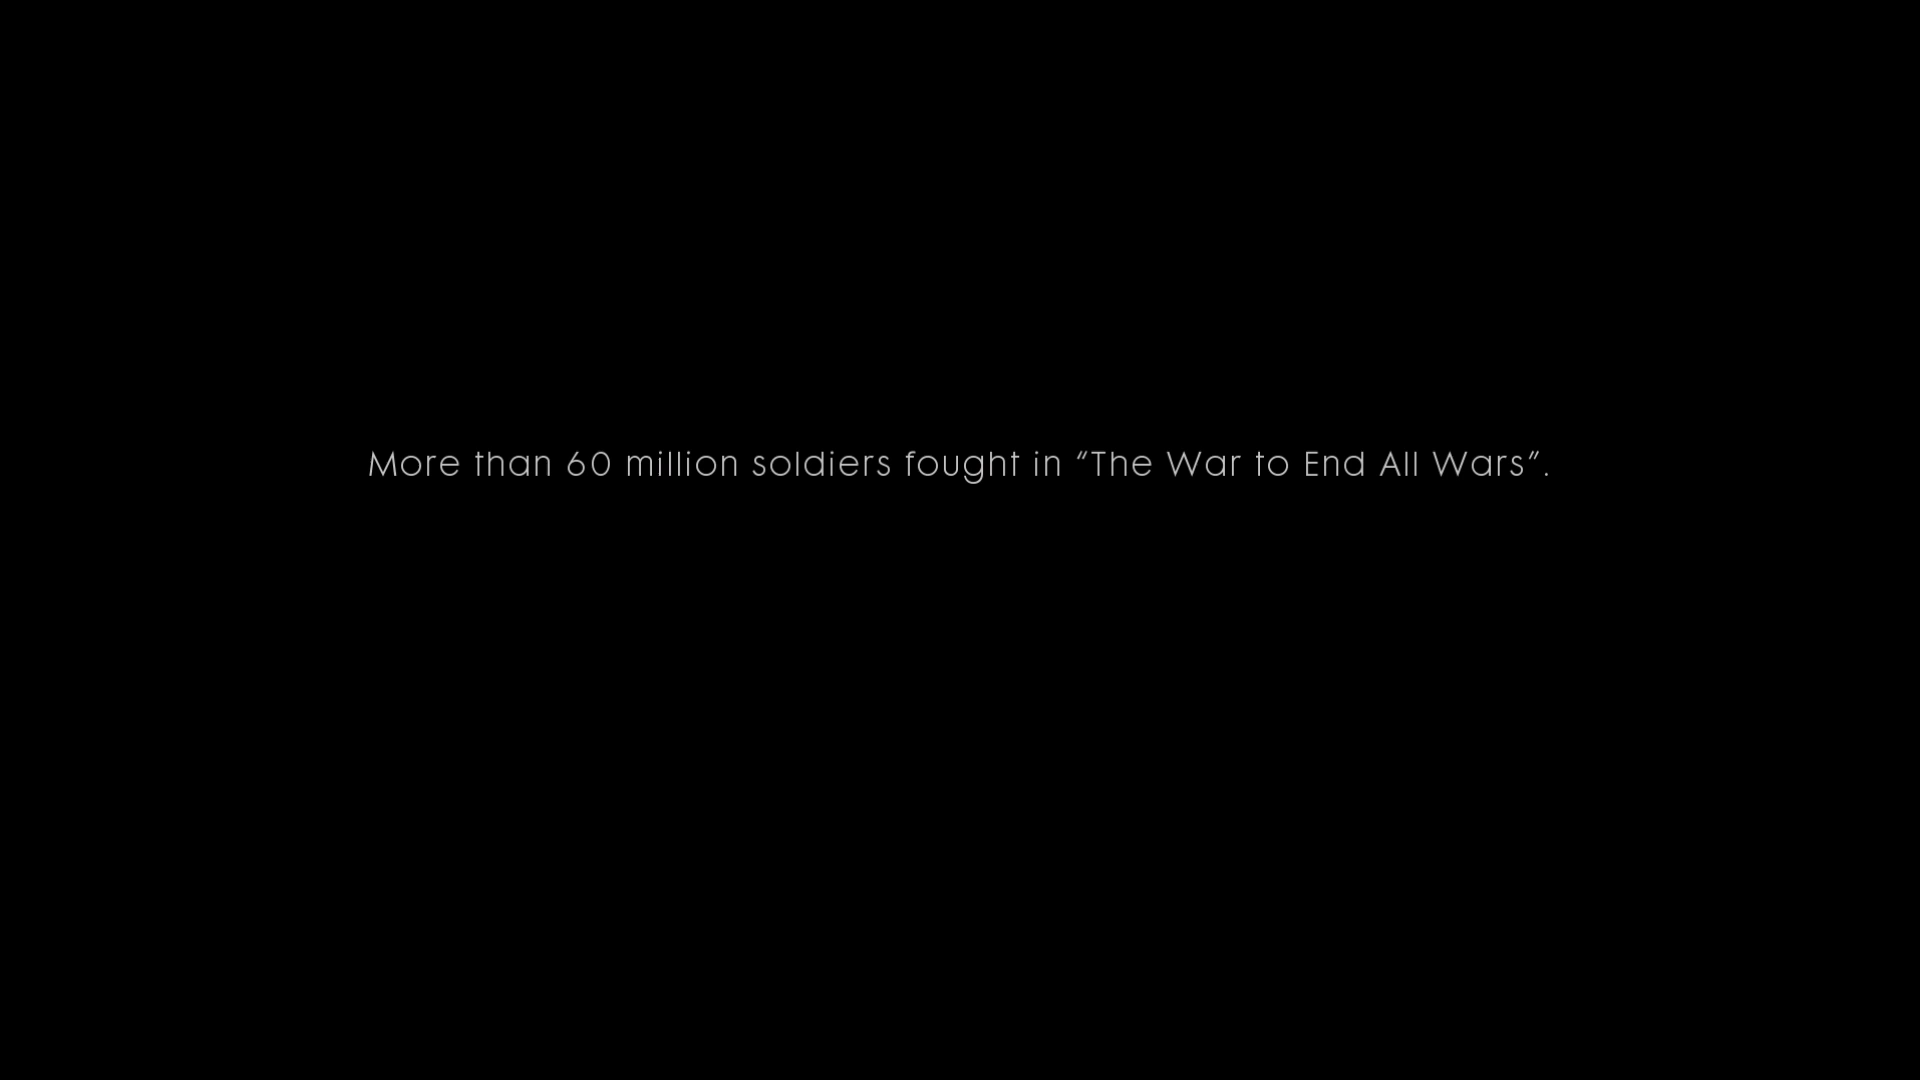 More than 60 million soldiers fought in “The War to End All Wars”.